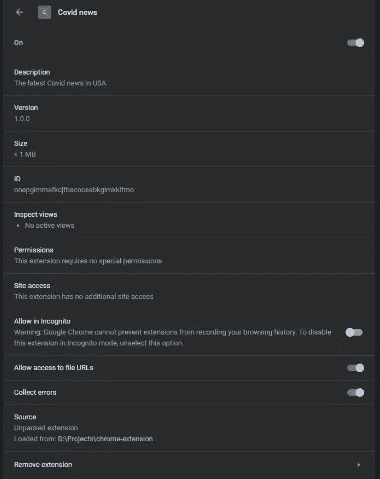 Covid news
On
Description
The latest Covid news in USA
Version
1.0.0
Size
< 1 MB
ID
Inspect views
No active views
Permissions
This extension requires no special permissions
Site access
This extension has no additional site access
Allow in Incognito
Warning: Google Chrome cannot prevent extensions from recording your browsing history. To disable
this extension in Incognito mode, unselect this option.
Allow access to file URLs
Collect errors
Source
Unpacked extension
Loaded from: D:\Projects\chrome-extension
Remove extension